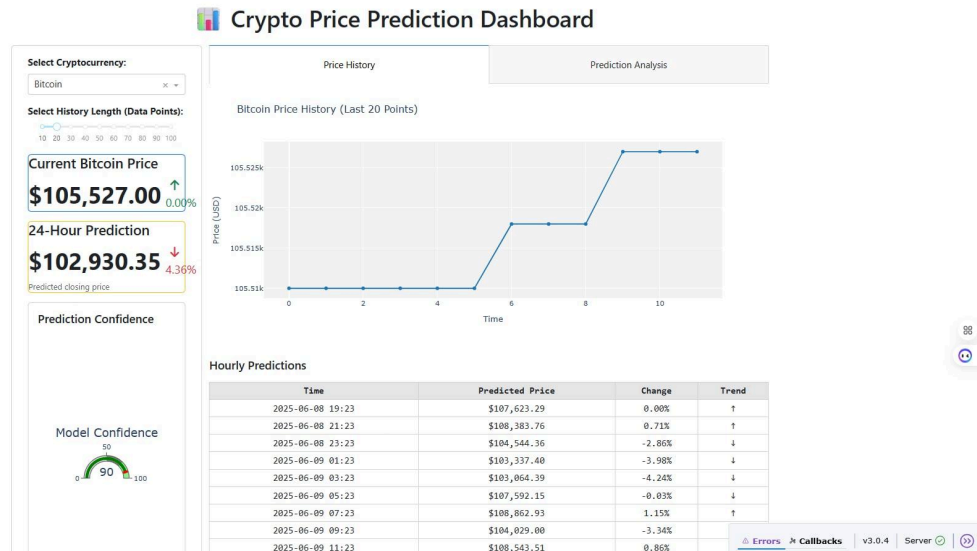 Crypto Price Prediction Dashboard
Select Cryptocurrency:
Bitcoin
Select History Length (Data Points):
10 20 30 40 50 60 70 80 90 100
Current Bitcoin Price
$105,527.00 ↑ 0.00%
24-Hour Prediction
$102,930.35 ↓ 4.36%
Predicted closing price
Prediction Confidence
Model Confidence
50
0 90 100
Price History Prediction Analysis
Bitcoin Price History (Last 20 Points)
Price (USD)
105.525k
105.52k
105.515k
105.51k
0 2 4 6 8 10
Time
Hourly Predictions
Time Predicted Price Change Trend
2025-06-08 19:23 $107,623.29 0.00% ↑
2025-06-08 21:23 $108,383.76 0.71% ↑
2025-06-08 23:23 $104,544.36 -2.86% ↓
2025-06-09 01:23 $103,337.40 -3.98% ↓
2025-06-09 03:23 $103,064.39 -4.24% ↓
2025-06-09 05:23 $107,592.15 -0.03% ↓
2025-06-09 07:23 $108,862.93 1.15% ↑
2025-06-09 09:23 $104,029.00 -3.34% ↓
2025-06-09 11:23 $108,543.51 0.86%
Errors Callbacks v3.0.4 Server